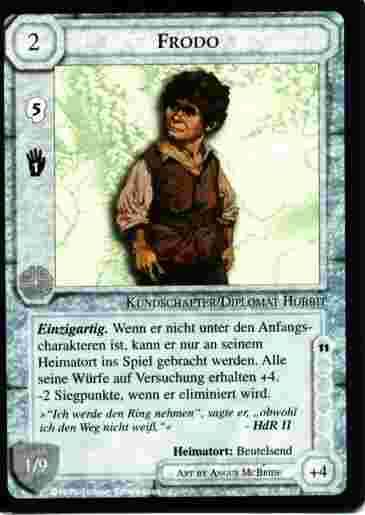 2
FRODO
5
1
KUNDSCHAFTER/DIPLOMAT HOBBIT
Einzigartig. Wenn er nicht unter den Anfangs-
charakteren ist, kann er nur an seinem
Heimatort ins Spiel gebracht werden. Alle
seine Würfe auf Versuchung erhalten +4.
-2 Siegpunkte, wenn er eliminiert wird.
»"Ich werde den Ring nehmen", sagte er, „obwohl
ich den Weg nicht weiß."« - HdR II
11
Heimatort: Beutelsend
1/9
ART BY ANGUS MCBRIDE
+4